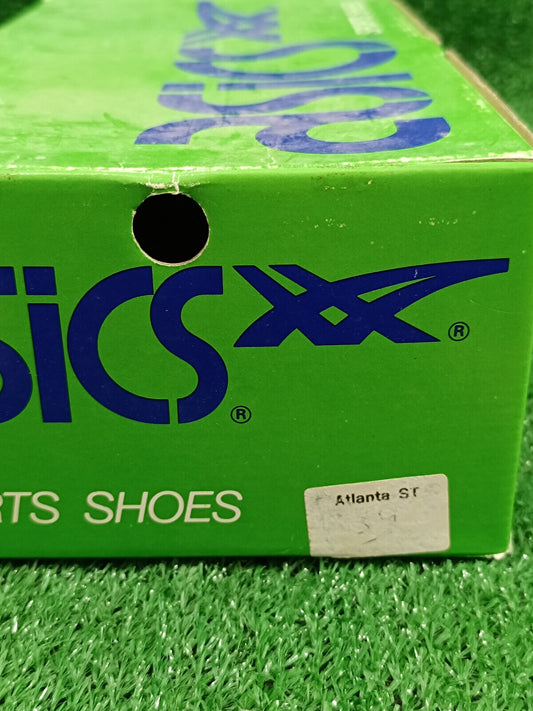 asics
SiCS ®
®
RTS SHOES
Atlanta ST